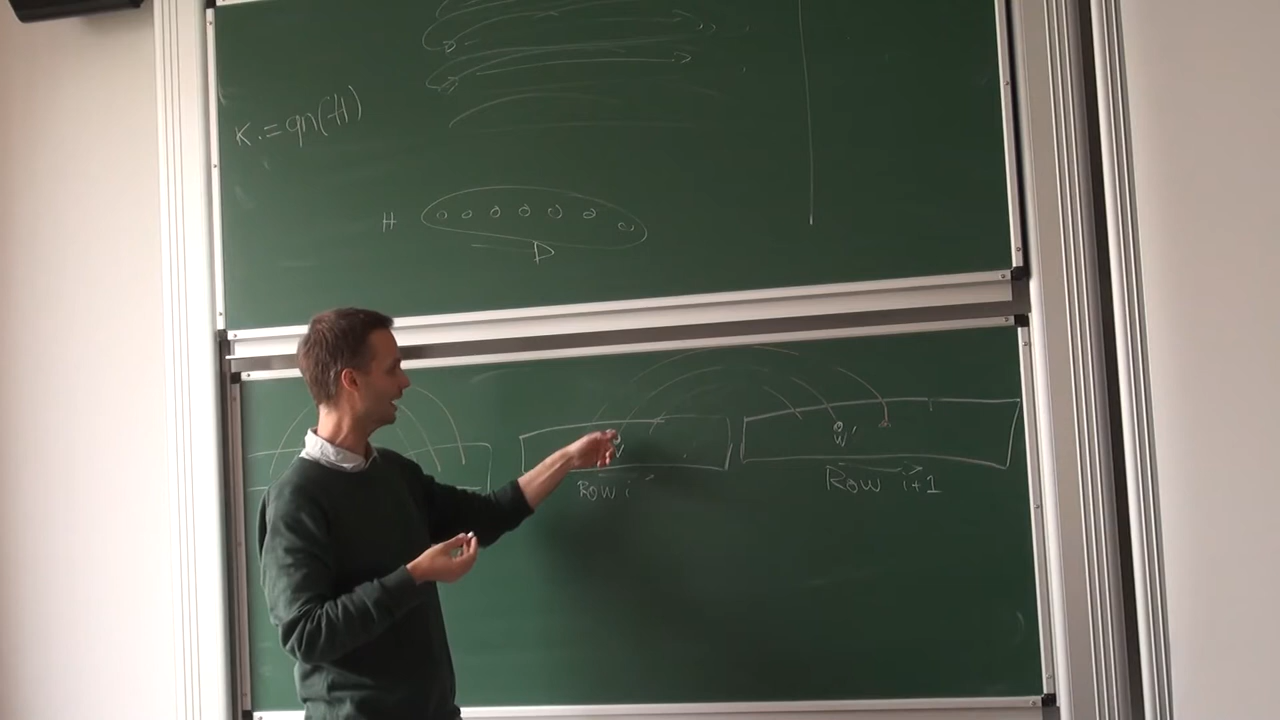 K := qn(H)
H
D
w'
Row i
Row i+1